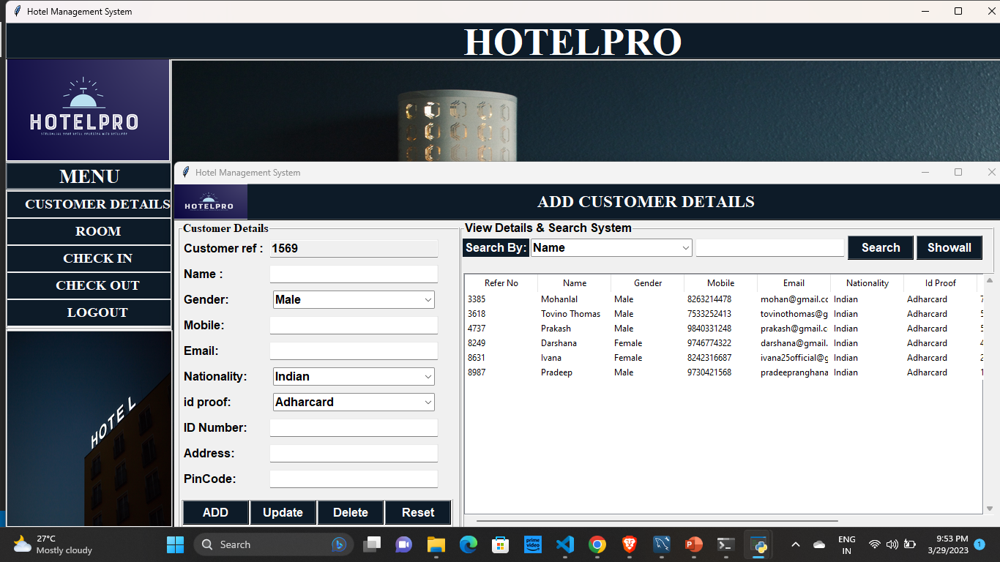 Hotel Management System
HOTELPRO
HOTELPRO
MENU
CUSTOMER DETAILS
ROOM
CHECK IN
CHECK OUT
LOGOUT
HOTEL
Hotel Management System
HOTELPRO
ADD CUSTOMER DETAILS
Customer Details
Customer ref : 1569
Name :
Gender: Male
Mobile:
Email:
Nationality: Indian
id proof: Adharcard
ID Number:
Address:
PinCode:
ADD Update Delete Reset
View Details & Search System
Search By: Name Search Showall
Refer No Name Gender Mobile Email Nationality Id Proof
3385 Mohanlal Male 8263214478 mohan@gmail.cc Indian Adharcard 7
3618 Tovino Thomas Male 7533252413 tovinothomas@g Indian Adharcard 5
4737 Prakash Male 9840331248 prakash@gmail.c Indian Adharcard 5
8249 Darshana Female 9746774322 darshana@gmail. Indian Adharcard 4
8631 Ivana Female 8242316687 ivana25official@g Indian Adharcard 2
8987 Pradeep Male 9730421568 pradeepranghana Indian Adharcard 1
27°C
Mostly cloudy
Search
prime video
ENG
IN
9:53 PM
3/29/2023
1